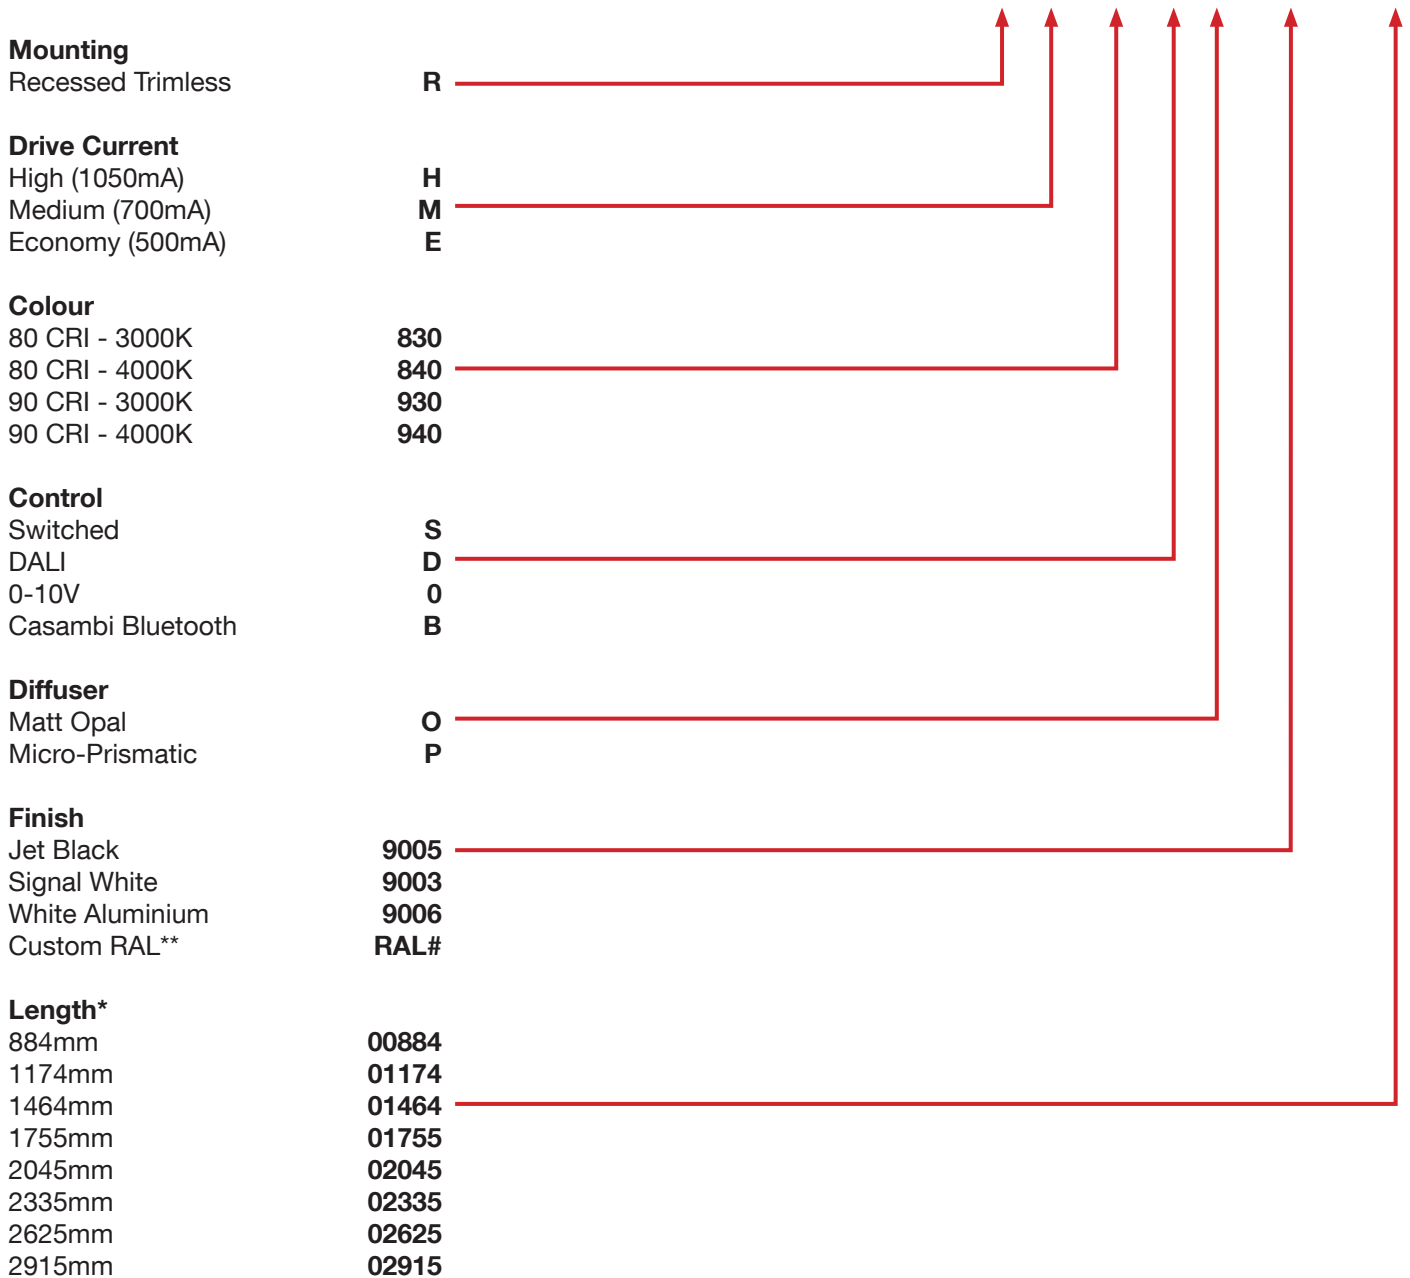 Mounting
Recessed Trimless R
Drive Current
High (1050mA) H
Medium (700mA) M
Economy (500mA) E
Colour
80 CRI - 3000K 830
80 CRI - 4000K 840
90 CRI - 3000K 930
90 CRI - 4000K 940
Control
Switched S
DALI D
0-10V 0
Casambi Bluetooth B
Diffuser
Matt Opal O
Micro-Prismatic P
Finish
Jet Black 9005
Signal White 9003
White Aluminium 9006
Custom RAL** RAL#
Length*
884mm 00884
1174mm 01174
1464mm 01464
1755mm 01755
2045mm 02045
2335mm 02335
2625mm 02625
2915mm 02915